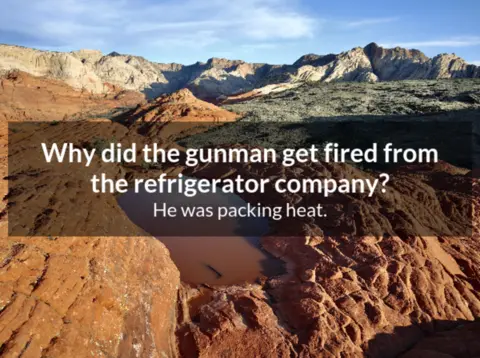 Why did the gunman get fired from
the refrigerator company?
He was packing heat.